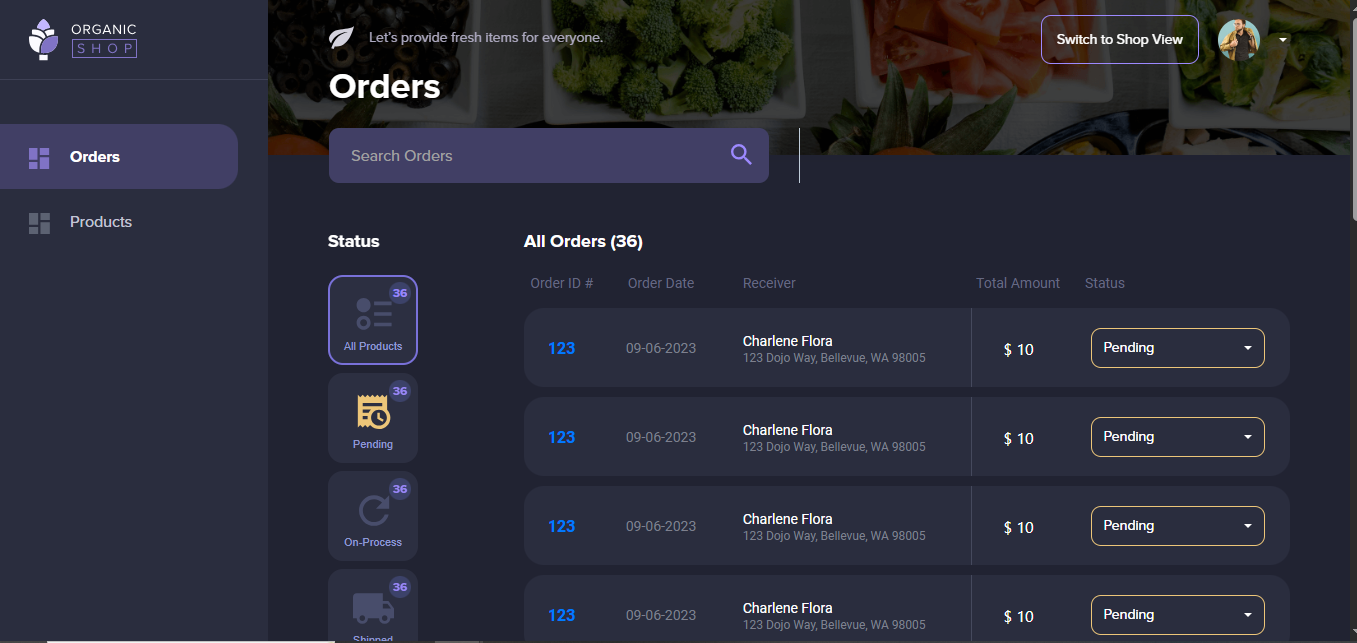 ORGANIC
SHOP
Let's provide fresh items for everyone.
Orders
Switch to Shop View
Search Orders
Orders
Products
Status
36
All Products
36
Pending
36
On-Process
36
Shipped
All Orders (36)
Order ID # Order Date Receiver Total Amount Status
123 09-06-2023 Charlene Flora $ 10 Pending
123 Dojo Way, Bellevue, WA 98005
123 09-06-2023 Charlene Flora $ 10 Pending
123 Dojo Way, Bellevue, WA 98005
123 09-06-2023 Charlene Flora $ 10 Pending
123 Dojo Way, Bellevue, WA 98005
123 09-06-2023 Charlene Flora $ 10 Pending
123 Dojo Way, Bellevue, WA 98005